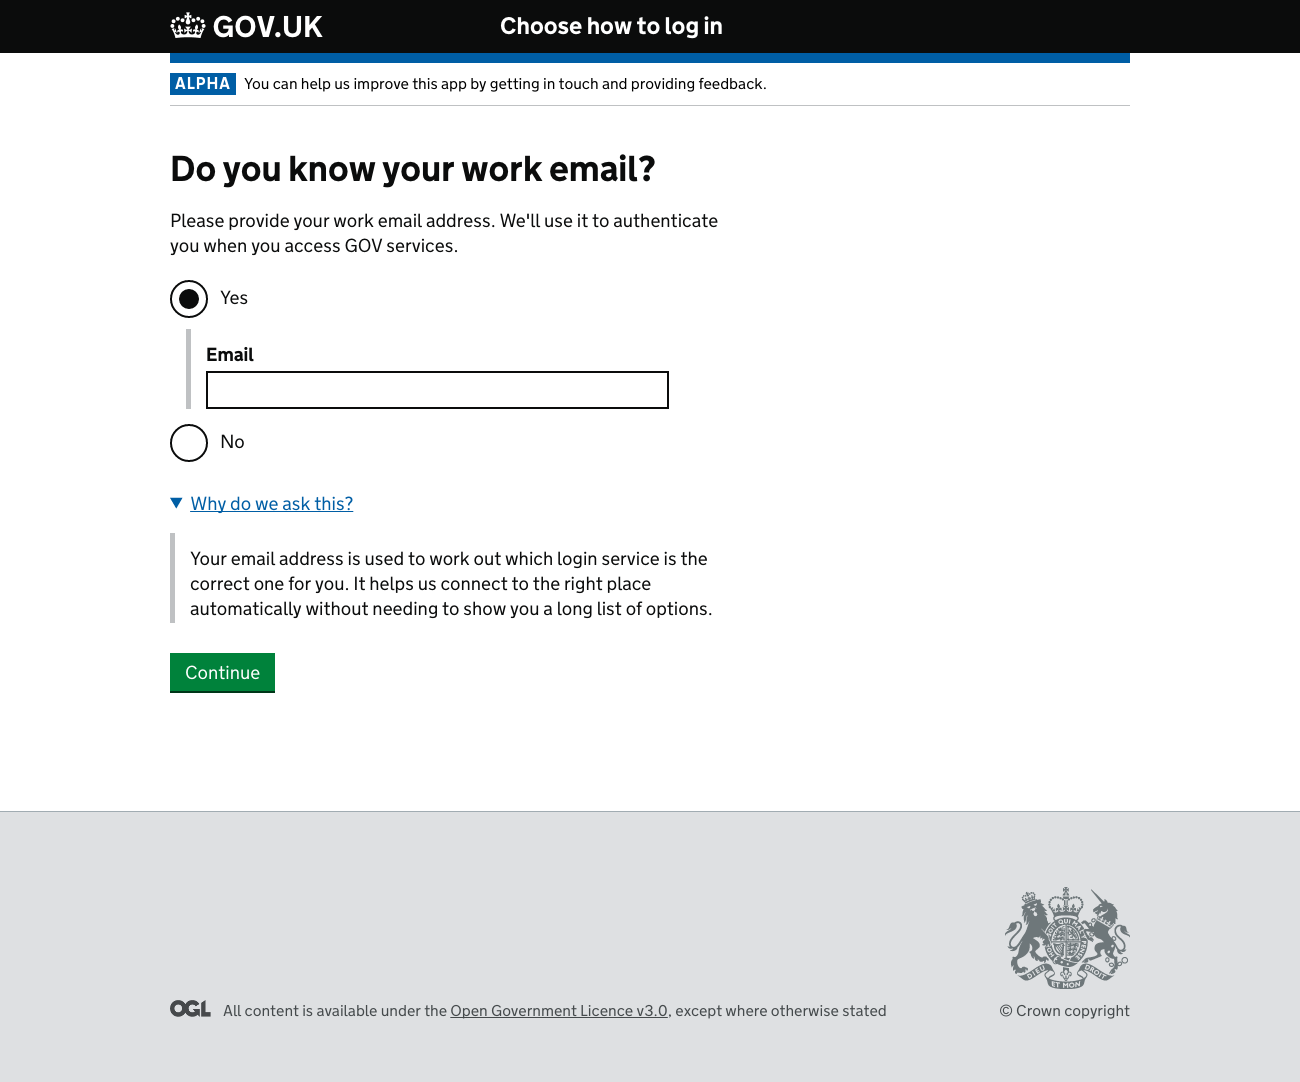 GOV.UK
Choose how to log in
ALPHA You can help us improve this app by getting in touch and providing feedback.
Do you know your work email?
Please provide your work email address. We'll use it to authenticate
you when you access GOV services.
Yes
Email
No
Why do we ask this?
Your email address is used to work out which login service is the
correct one for you. It helps us connect to the right place
automatically without needing to show you a long list of options.
Continue
DIEU ET MON DROIT
OGL All content is available under the Open Government Licence v3.0, except where otherwise stated
© Crown copyright